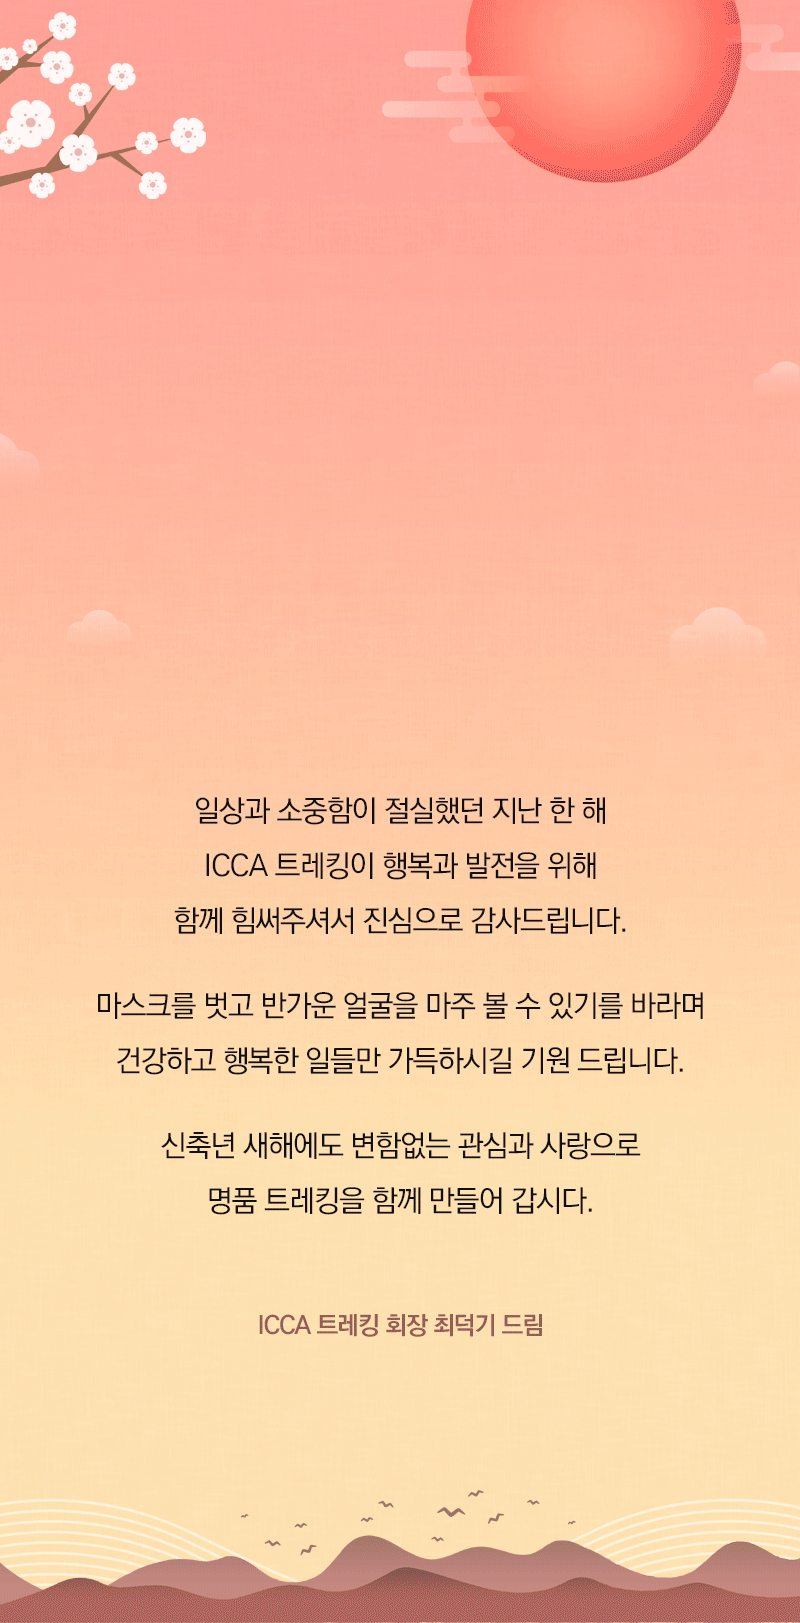 일상과 소중함이 절실했던 지난 한 해
ICCA 트레킹이 행복과 발전을 위해
함께 힘써주셔서 진심으로 감사드립니다.
마스크를 벗고 반가운 얼굴을 마주 볼 수 있기를 바라며
건강하고 행복한 일들만 가득하시길 기원 드립니다.
신축년 새해에도 변함없는 관심과 사랑으로
명품 트레킹을 함께 만들어 갑시다.
ICCA 트레킹 회장 최덕기 드림